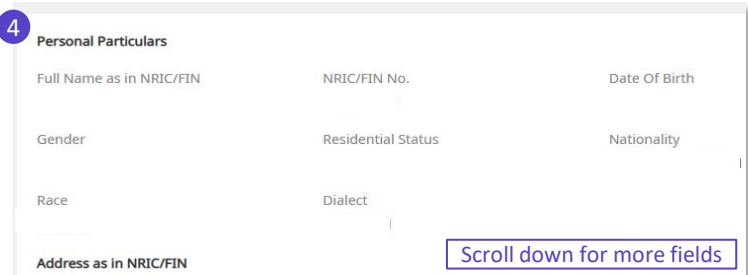 4
Personal Particulars
Full Name as in NRIC/FIN NRIC/FIN No. Date Of Birth
Gender Residential Status Nationality
Race Dialect
Scroll down for more fields
Address as in NRIC/FIN